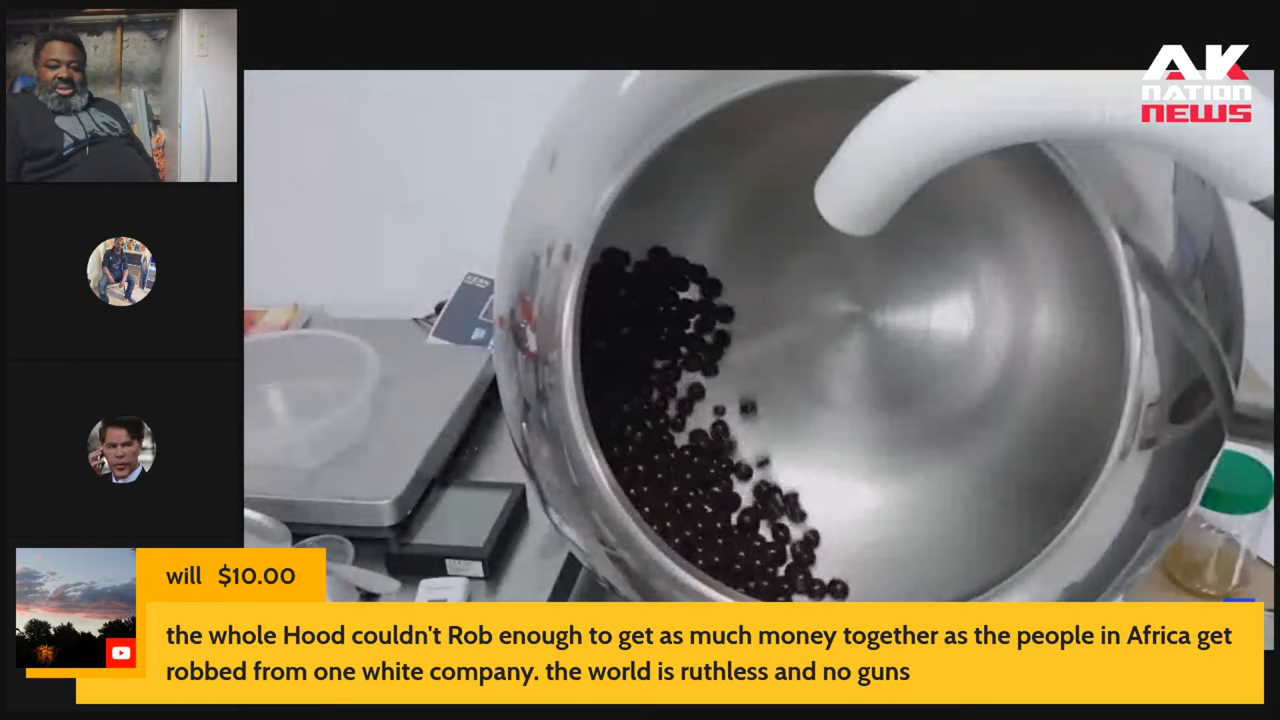 AK
NATION
NEWS
will $10.00
the whole Hood couldn't Rob enough to get as much money together as the people in Africa get
robbed from one white company. the world is ruthless and no guns